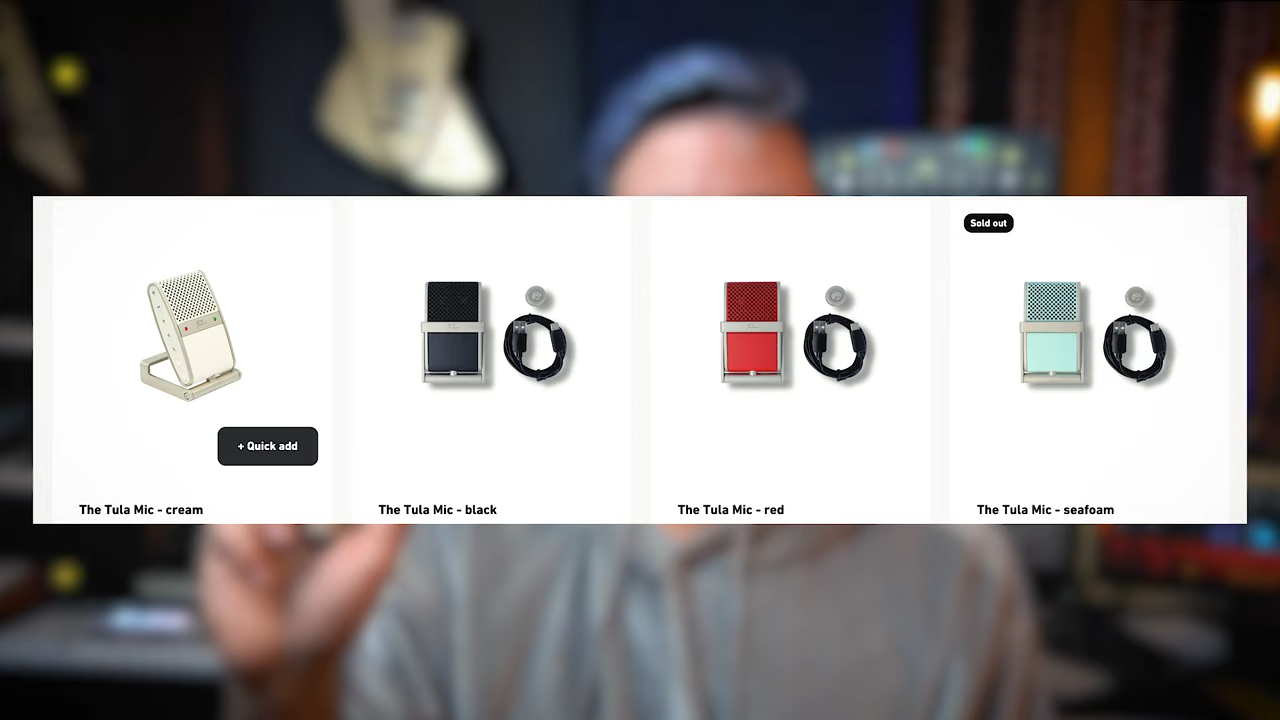 Sold out
+ Quick add
The Tula Mic - cream
The Tula Mic - black
The Tula Mic - red
The Tula Mic - seafoam